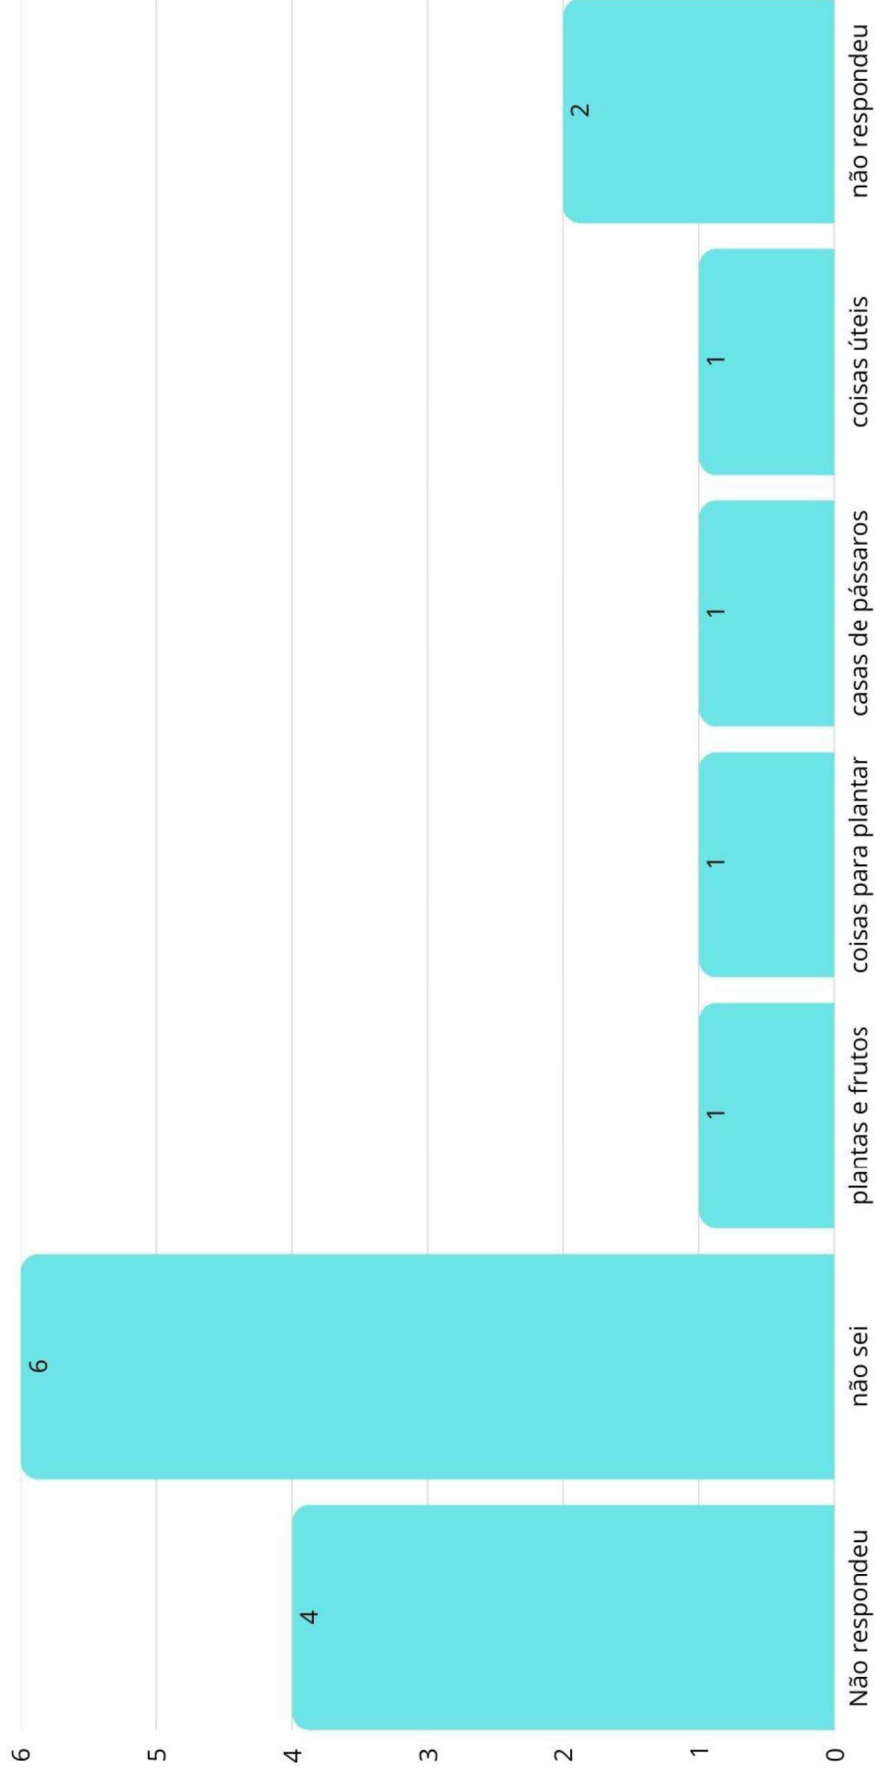 6
5
4
3
2
1
0
4
6
1
1
1
1
2
Não respondeu
não sei
plantas e frutos
coisas para plantar
casas de pássaros
coisas úteis
não respondeu